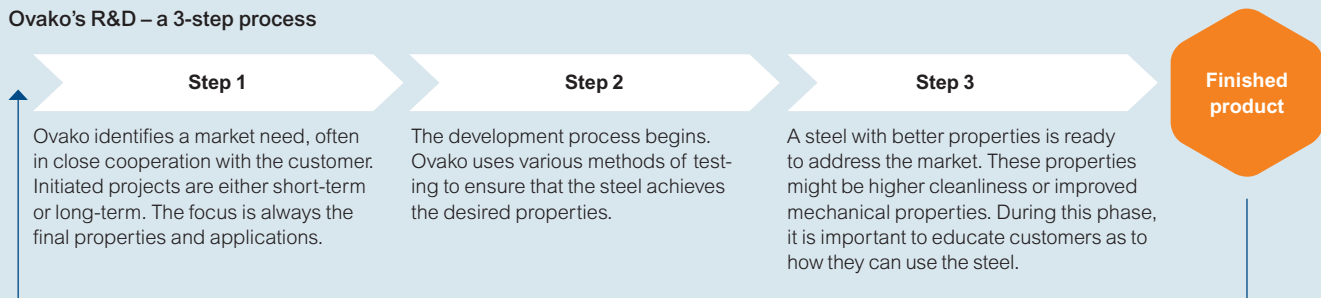 Ovako's R&D – a 3-step process
Step 1
Ovako identifies a market need, often
in close cooperation with the customer.
Initiated projects are either short-term
or long-term. The focus is always the
final properties and applications.
Step 2
The development process begins.
Ovako uses various methods of test-
ing to ensure that the steel achieves
the desired properties.
Step 3
A steel with better properties is ready
to address the market. These properties
might be higher cleanliness or improved
mechanical properties. During this phase,
it is important to educate customers as to
how they can use the steel.
Finished
product